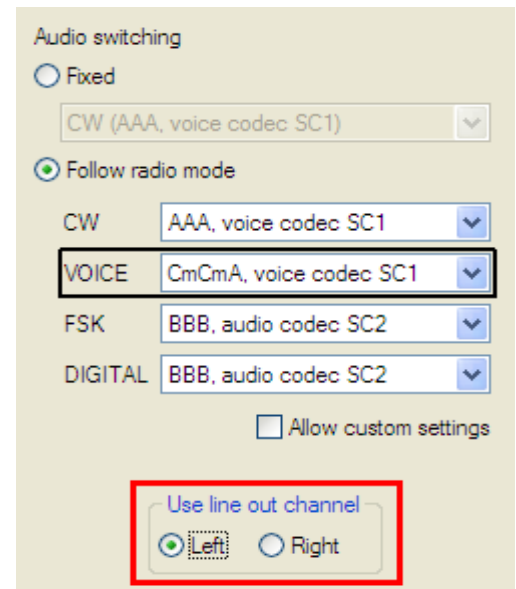 Audio switching
Fixed
CW (AAA, voice codec SC1)
Follow radio mode
CW AAA, voice codec SC1
VOICE CmCmA, voice codec SC1
FSK BBB, audio codec SC2
DIGITAL BBB, audio codec SC2
Allow custom settings
Use line out channel
Left Right